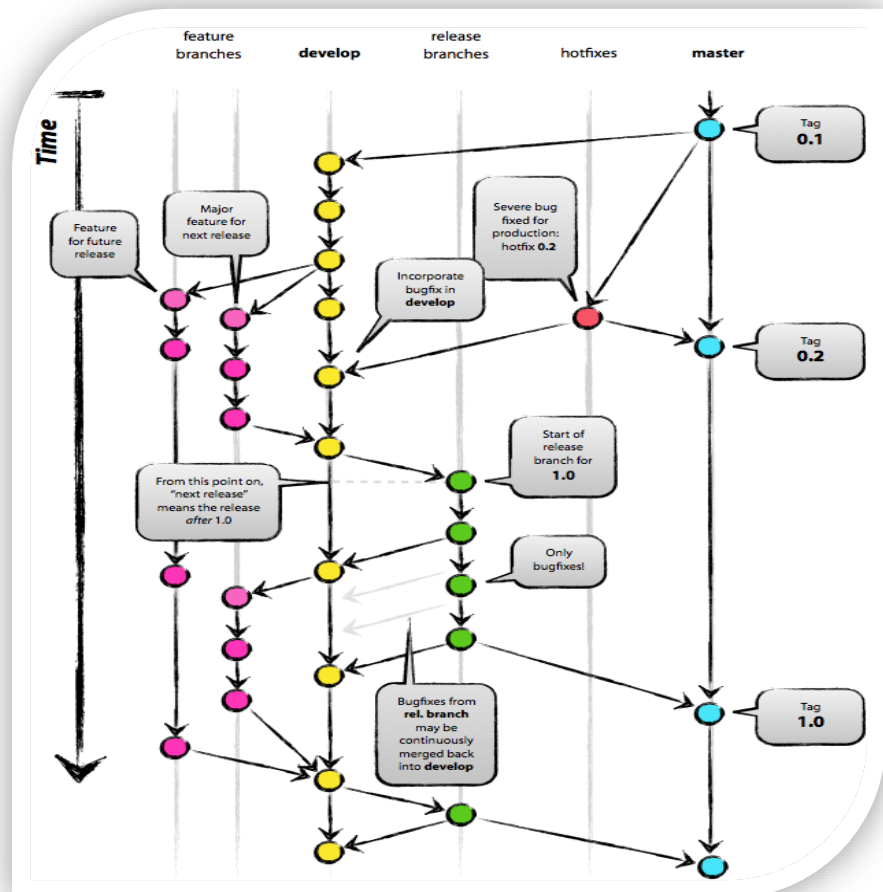 feature
branches
develop
release
branches
hotfixes
master
Time
Tag
0.1
Feature
for future
release
Major
feature for
next release
Severe bug
fixed for
production:
hotfix 0.2
Incorporate
bugfix in
develop
Tag
0.2
Start of
release
branch for
1.0
From this point on,
“next release”
means the release
after 1.0
Only
bugfixes!
Bugfixes from
rel. branch
may be
continuously
merged back
into develop
Tag
1.0